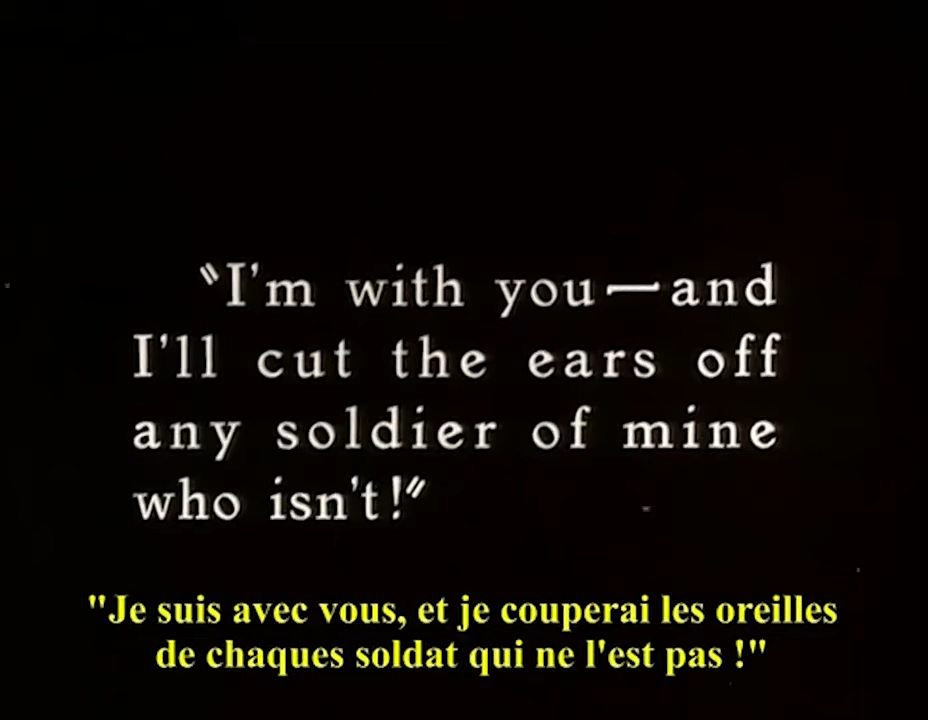 "I'm with you—and
I'll cut the ears off
any soldier of mine
who isn't!"
"Je suis avec vous, et je couperai les oreilles
de chaques soldat qui ne l'est pas !"